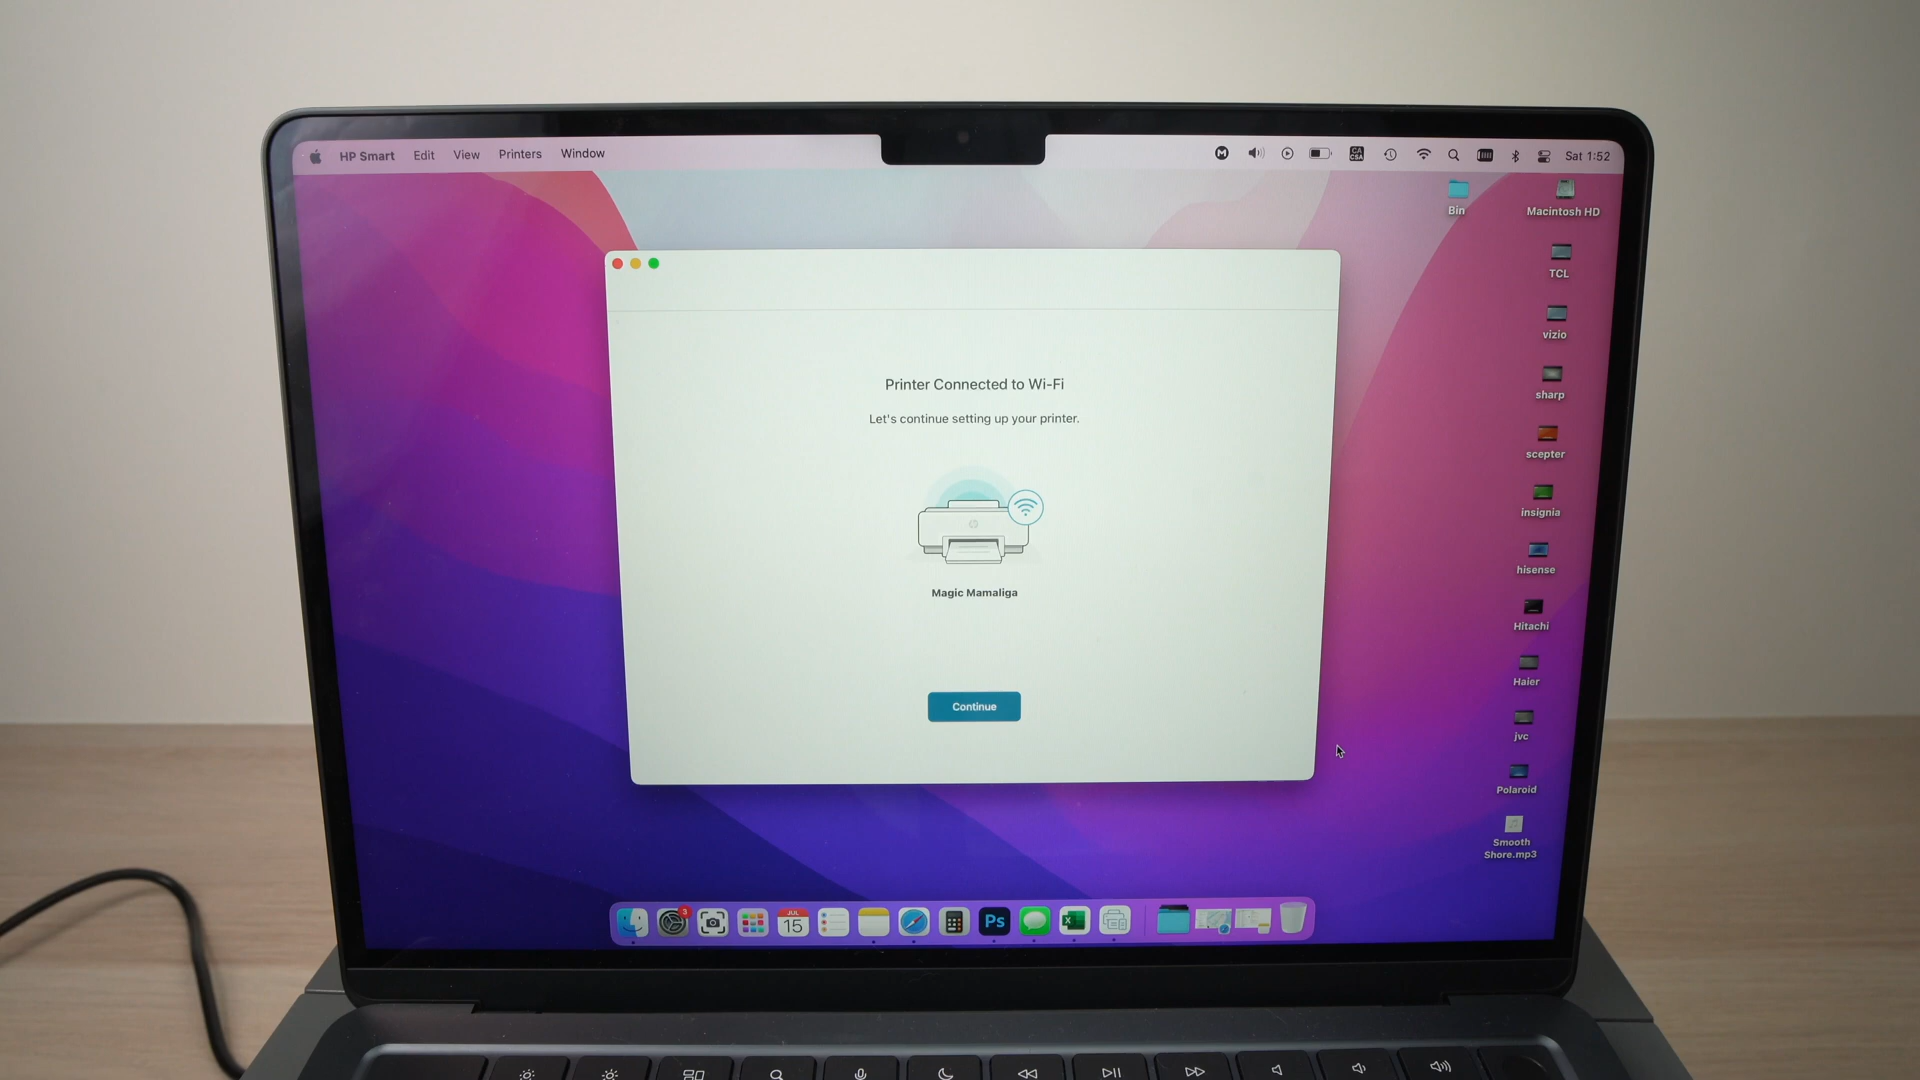 HP Smart Edit View Printers Window Sat 1:52
Bin
Macintosh HD
TCL
vizio
sharp
scepter
insignia
hisense
Hitachi
Haier
jvc
Polaroid
Smooth
Shore.mp3
Printer Connected to Wi-Fi
Let's continue setting up your printer.
Magic Mamaliga
Continue
3
JUL
15
Ps